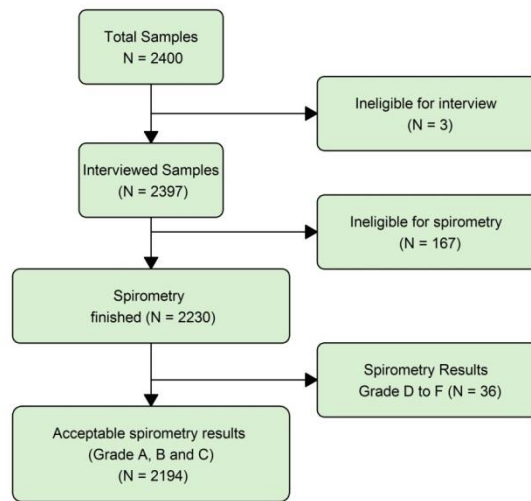 Total Samples
N = 2400
Ineligible for interview
(N = 3)
Interviewed Samples
(N = 2397)
Ineligible for spirometry
(N = 167)
Spirometry
finished (N = 2230)
Spirometry Results
Grade D to F (N = 36)
Acceptable spirometry results
(Grade A, B and C)
(N = 2194)